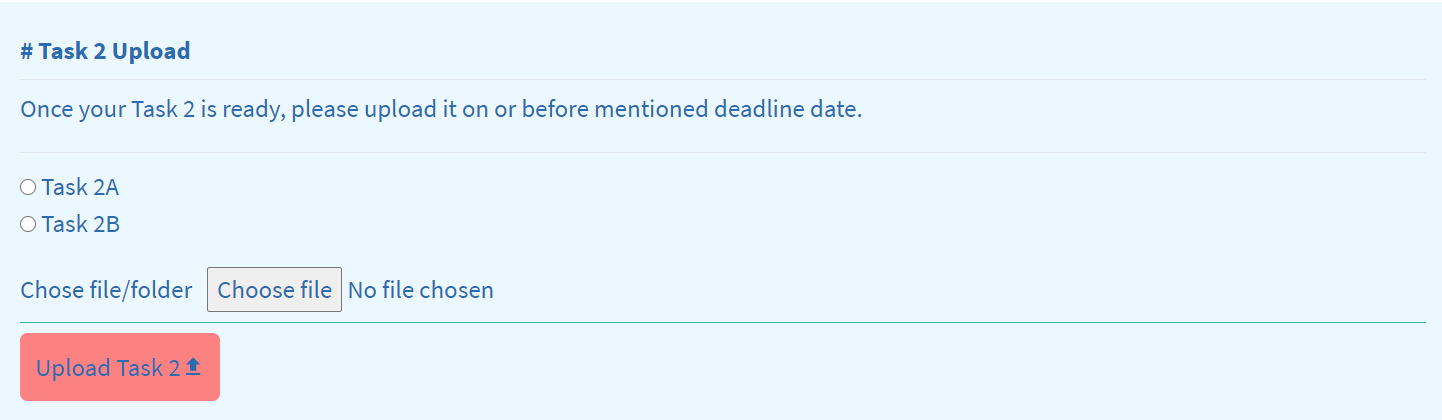 # Task 2 Upload
Once your Task 2 is ready, please upload it on or before mentioned deadline date.
Task 2A
Task 2B
Chose file/folder Choose file No file chosen
Upload Task 2